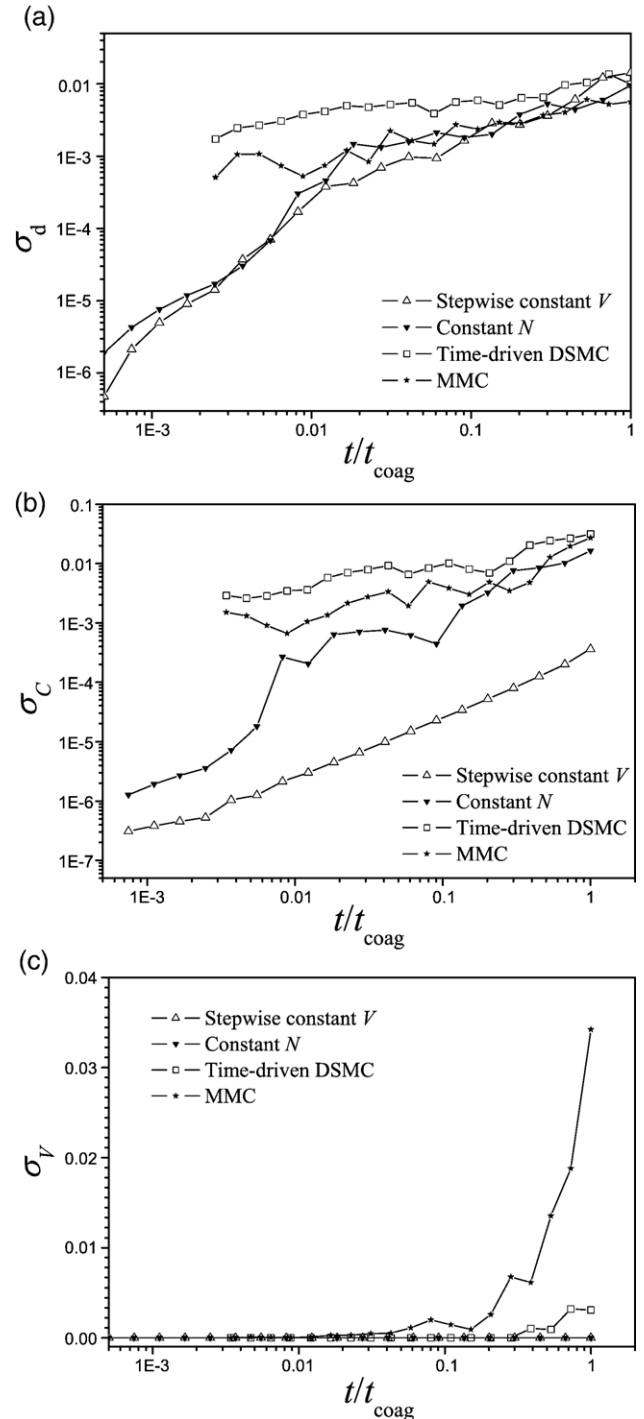 (a)
0.01
1E-3
1E-4
1E-5
1E-6
σd
Stepwise constant V
Constant N
Time-driven DSMC
MMC
1E-3 0.01 0.1 1
t/tcoag
(b)
0.1
0.01
1E-3
1E-4
1E-5
1E-6
1E-7
σC
Stepwise constant V
Constant N
Time-driven DSMC
MMC
1E-3 0.01 0.1 1
t/tcoag
(c)
0.04
0.03
0.02
0.01
0.00
σV
Stepwise constant V
Constant N
Time-driven DSMC
MMC
1E-3 0.01 0.1 1
t/tcoag